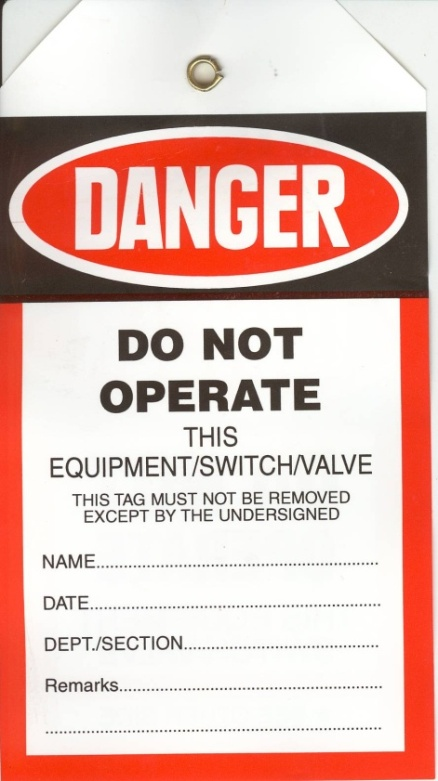 DANGER
DO NOT
OPERATE
THIS
EQUIPMENT/SWITCH/VALVE
THIS TAG MUST NOT BE REMOVED
EXCEPT BY THE UNDERSIGNED
NAME................................................
DATE.................................................
DEPT./SECTION.................................
Remarks............................................
.........................................................